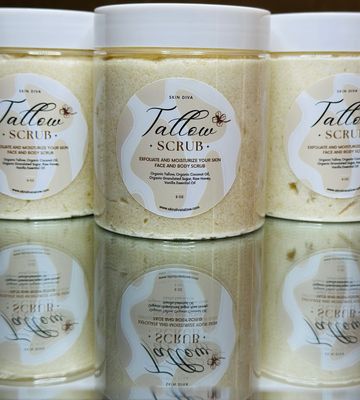 SKIN DIVA
Tallow
• SCRUB •
EXFOLIATE AND MOISTURIZE YOUR SKIN
FACE AND BODY SCRUB
Organic Tallow, Organic Coconut Oil,
Organic Granulated Sugar, Raw Honey,
Vanilla Essential Oil
8 OZ